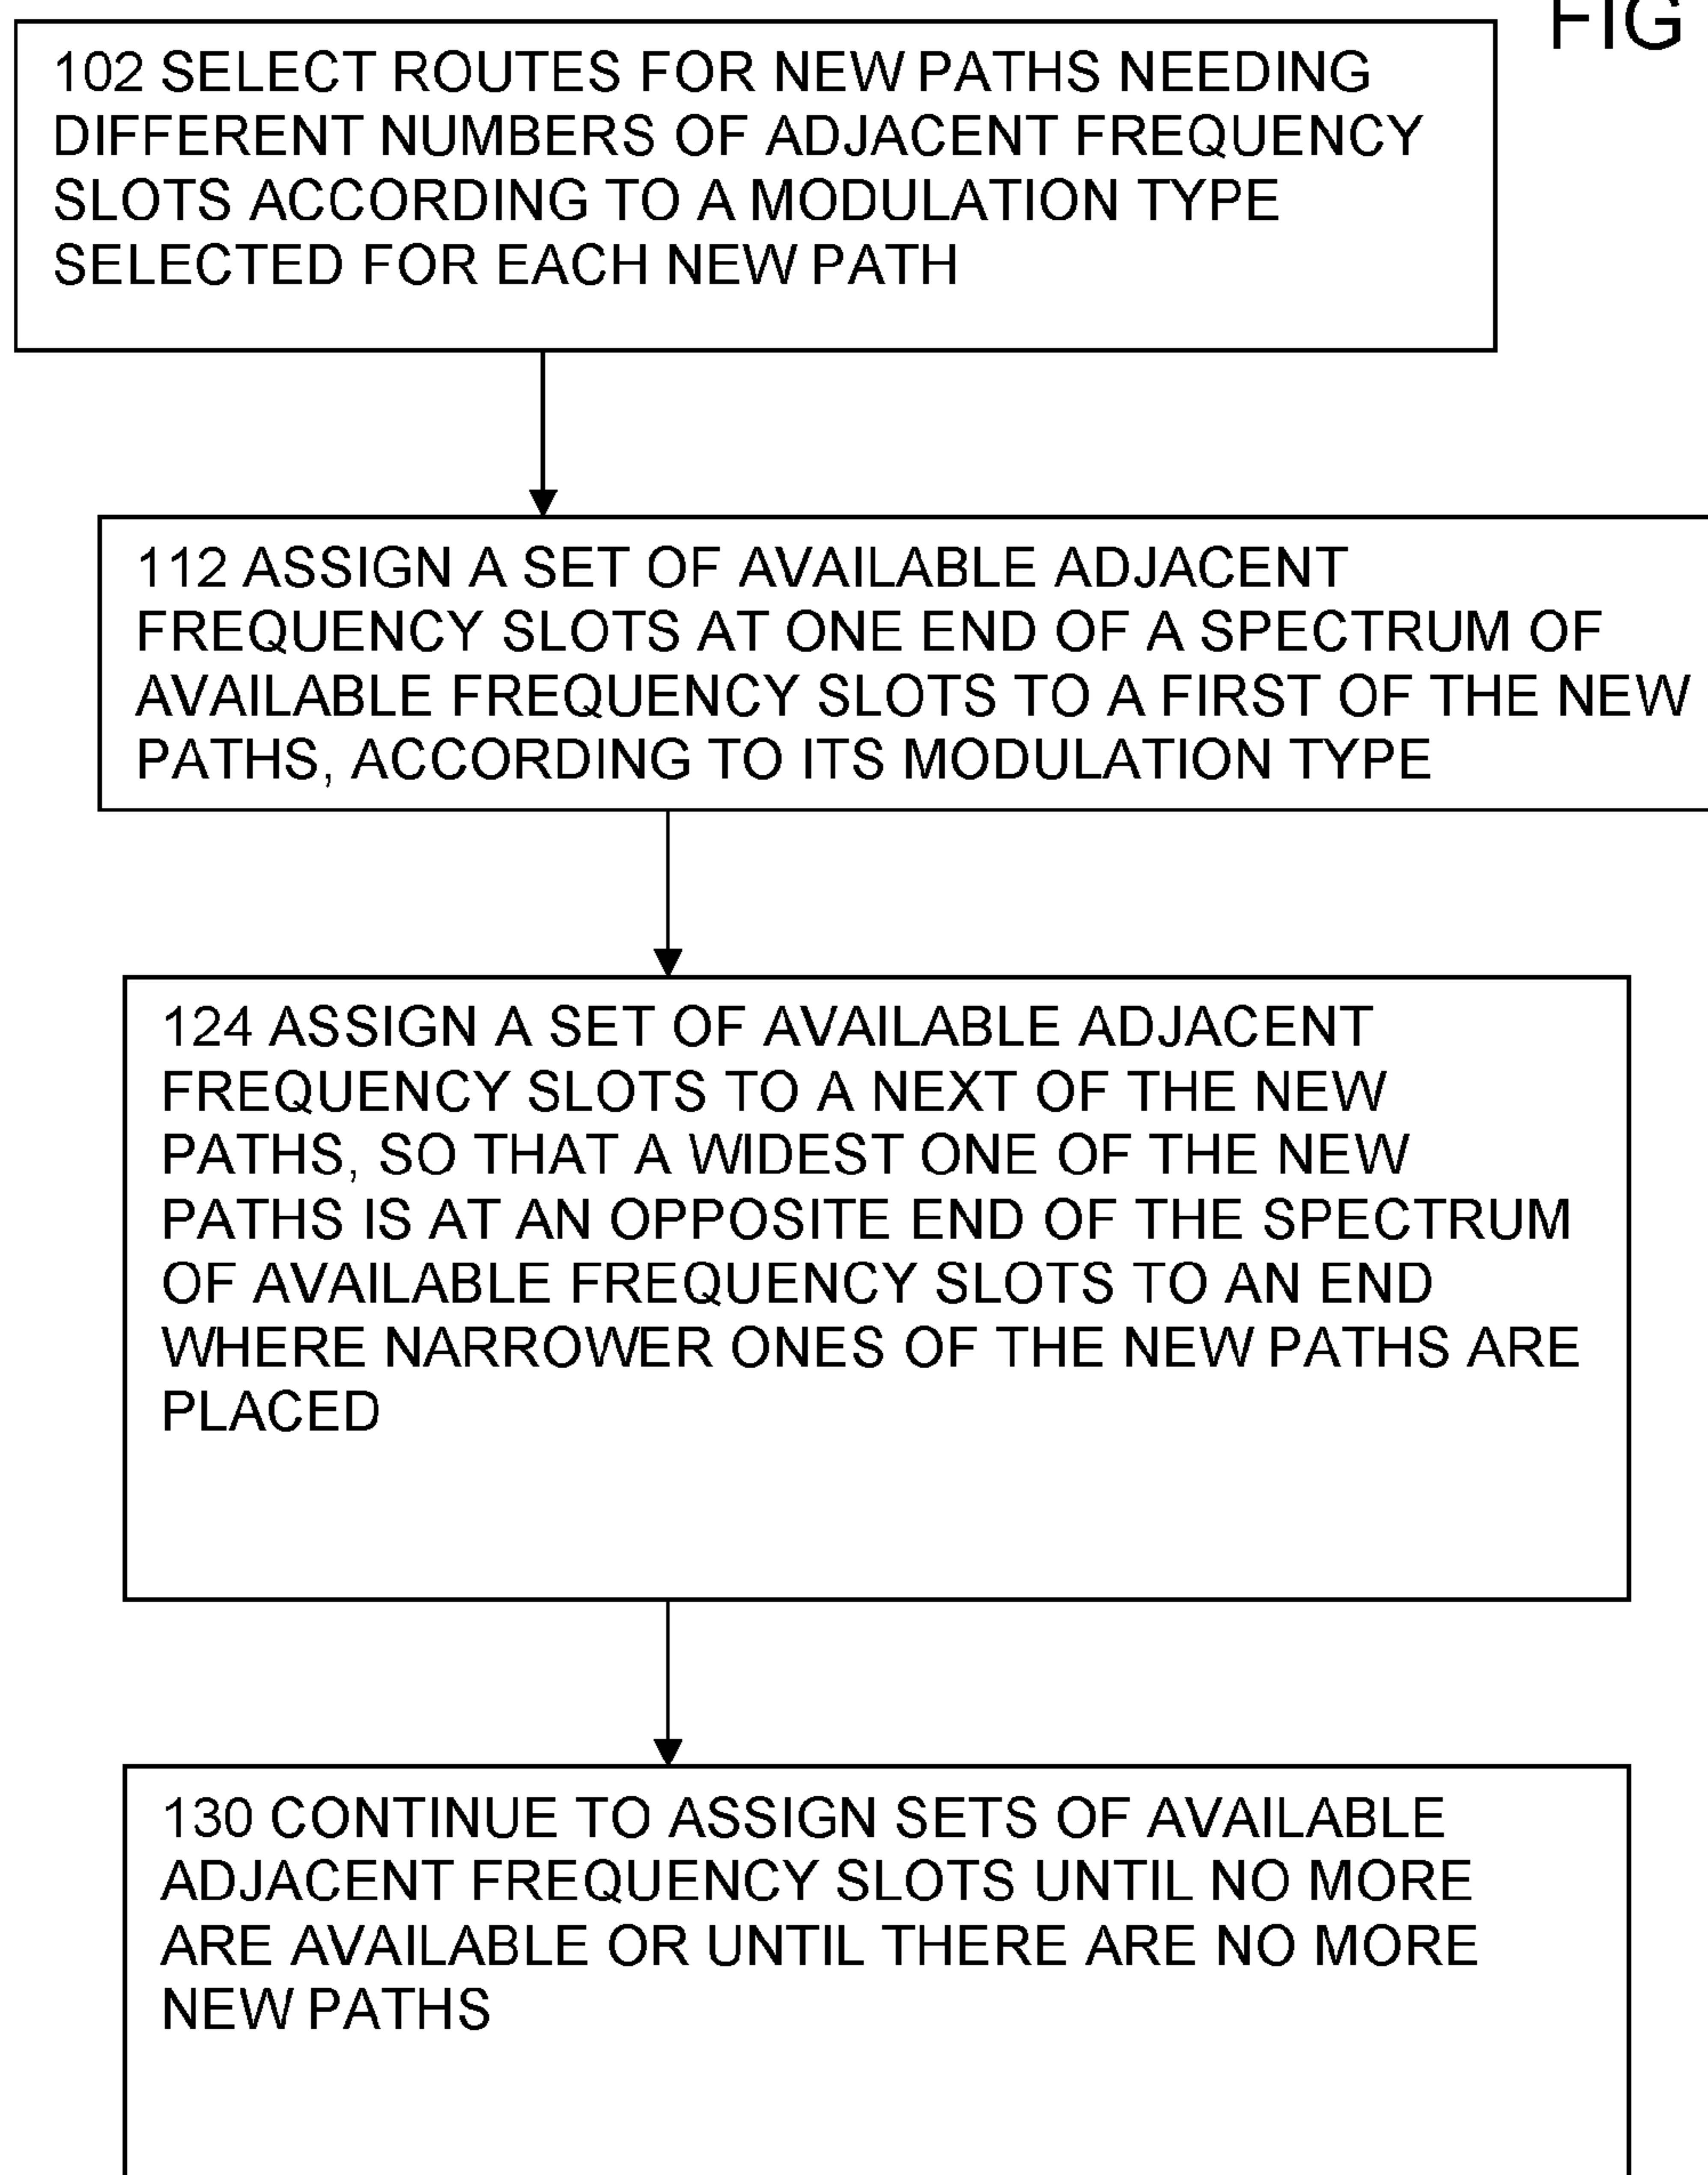 FIG
102 SELECT ROUTES FOR NEW PATHS NEEDING
DIFFERENT NUMBERS OF ADJACENT FREQUENCY
SLOTS ACCORDING TO A MODULATION TYPE
SELECTED FOR EACH NEW PATH
112 ASSIGN A SET OF AVAILABLE ADJACENT
FREQUENCY SLOTS AT ONE END OF A SPECTRUM OF
AVAILABLE FREQUENCY SLOTS TO A FIRST OF THE NEW
PATHS, ACCORDING TO ITS MODULATION TYPE
124 ASSIGN A SET OF AVAILABLE ADJACENT
FREQUENCY SLOTS TO A NEXT OF THE NEW
PATHS, SO THAT A WIDEST ONE OF THE NEW
PATHS IS AT AN OPPOSITE END OF THE SPECTRUM
OF AVAILABLE FREQUENCY SLOTS TO AN END
WHERE NARROWER ONES OF THE NEW PATHS ARE
PLACED
130 CONTINUE TO ASSIGN SETS OF AVAILABLE
ADJACENT FREQUENCY SLOTS UNTIL NO MORE
ARE AVAILABLE OR UNTIL THERE ARE NO MORE
NEW PATHS